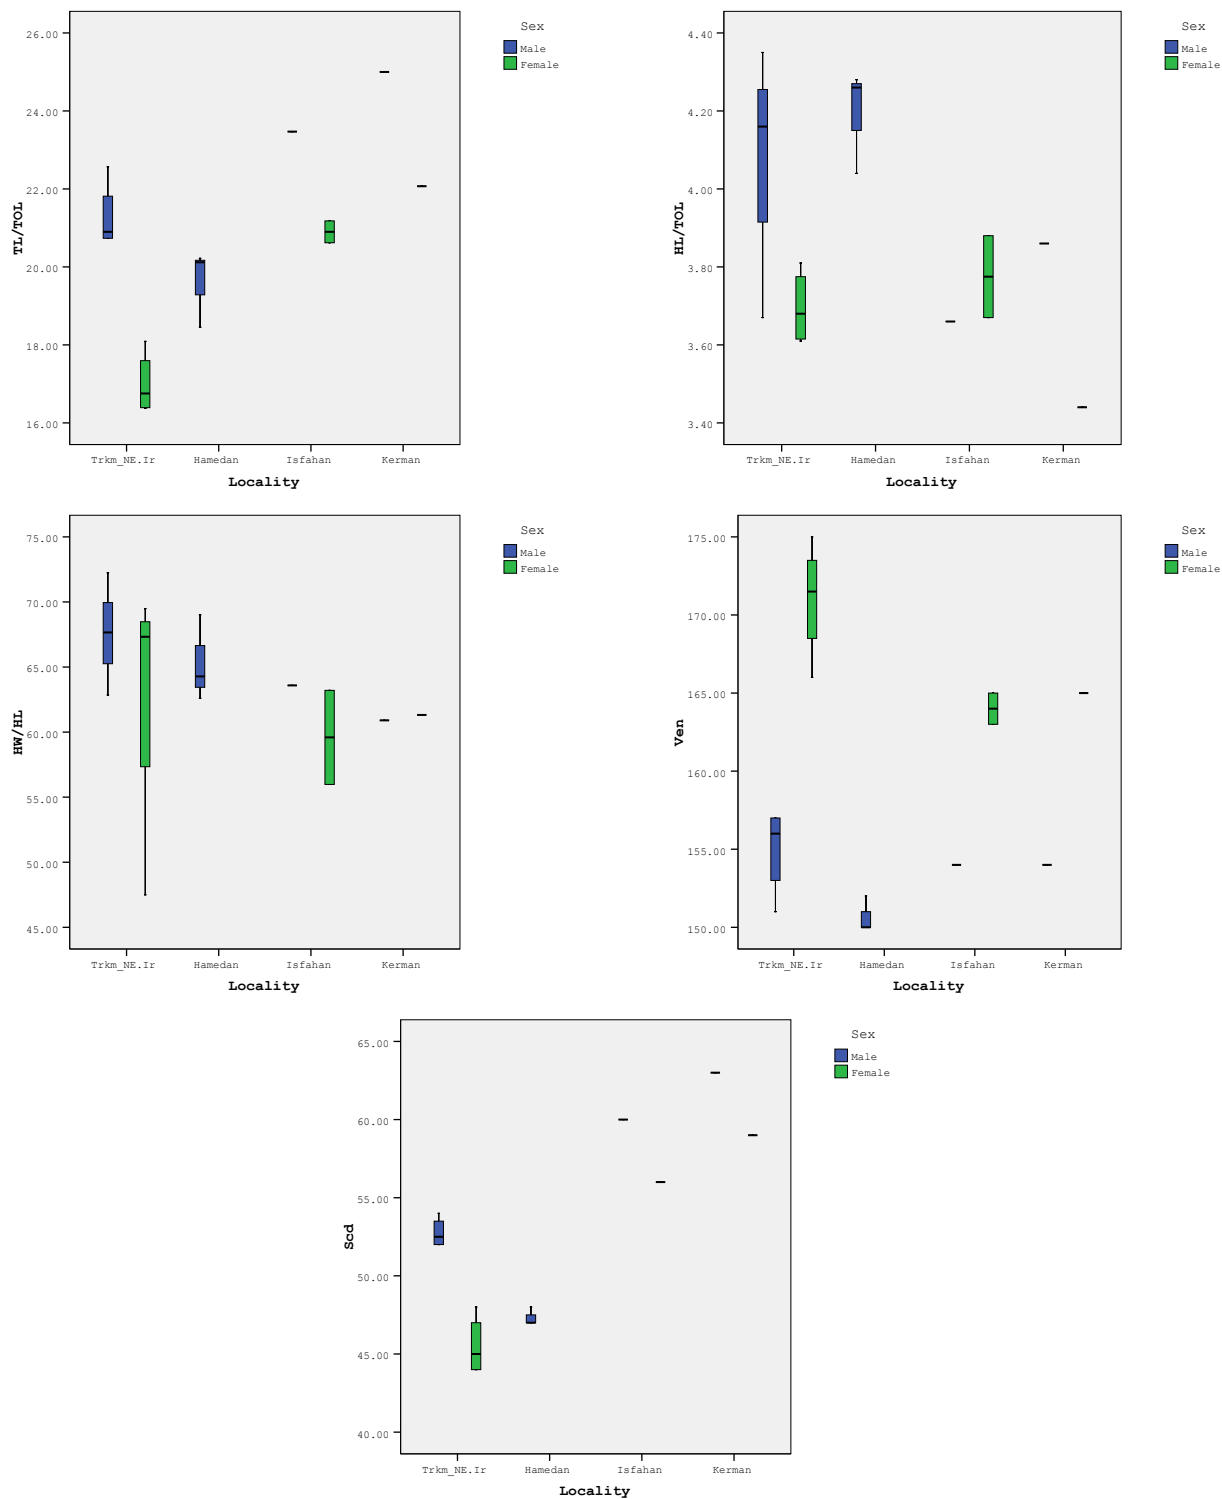 Sex
Male
Female
26.00
24.00
22.00
20.00
18.00
16.00
TL/TOL
Trkm_NE.Ir Hamedan Isfahan Kerman
Locality
Sex
Male
Female
4.40
4.20
4.00
3.80
3.60
3.40
HL/TOL
Trkm_NE.Ir Hamedan Isfahan Kerman
Locality
Sex
Male
Female
75.00
70.00
65.00
60.00
55.00
50.00
45.00
HW/HL
Trkm_NE.Ir Hamedan Isfahan Kerman
Locality
Sex
Male
Female
175.00
170.00
165.00
160.00
155.00
150.00
Ven
Trkm_NE.Ir Hamedan Isfahan Kerman
Locality
Sex
Male
Female
65.00
60.00
55.00
50.00
45.00
40.00
Scd
Trkm_NE.Ir Hamedan Isfahan Kerman
Locality